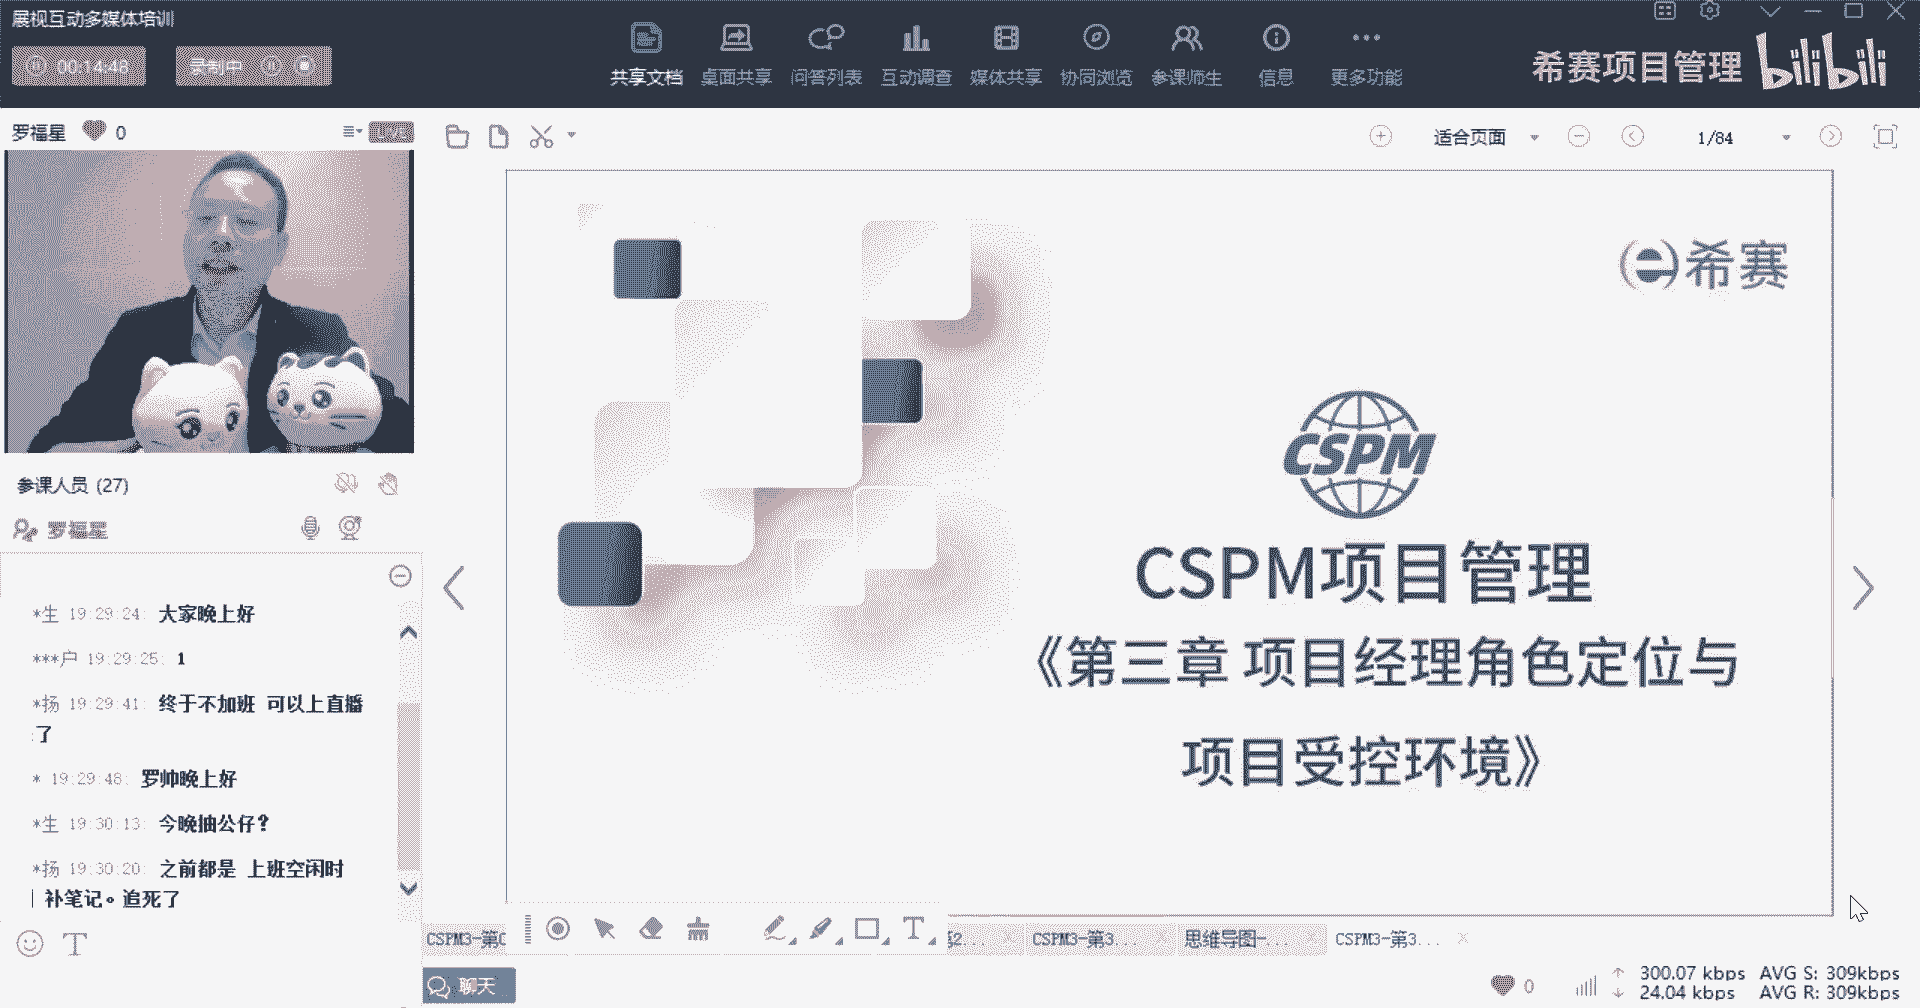 展视互动多媒体培训
00:14:48
录制中
共享文档
桌面共享
问答列表
互动调查
媒体共享
协同浏览
参课师生
信息
更多功能
希赛项目管理
bilibili
罗福星
0
LIVE
适合页面
1/84
希赛
CSPM
CSPM项目管理
《第三章 项目经理角色定位与
项目受控环境》
参课人员 (27)
罗福星
*生 19:29:24: 大家晚上好
***户 19:29:25: 1
*扬 19:29:41: 终于不加班 可以上直播
了
* 19:29:48: 罗帅晚上好
*生 19:30:13: 今晚抽公仔？
*扬 19:30:20: 之前都是 上班空闲时
补笔记。追死了
T
T
CSPM3-第
2...
CSPM3-第3...
思维导图-...
CSPM3-第3...
聊天
0
300.07 kbps AVG S: 309kbps
24.04 kbps AVG R: 309kbps